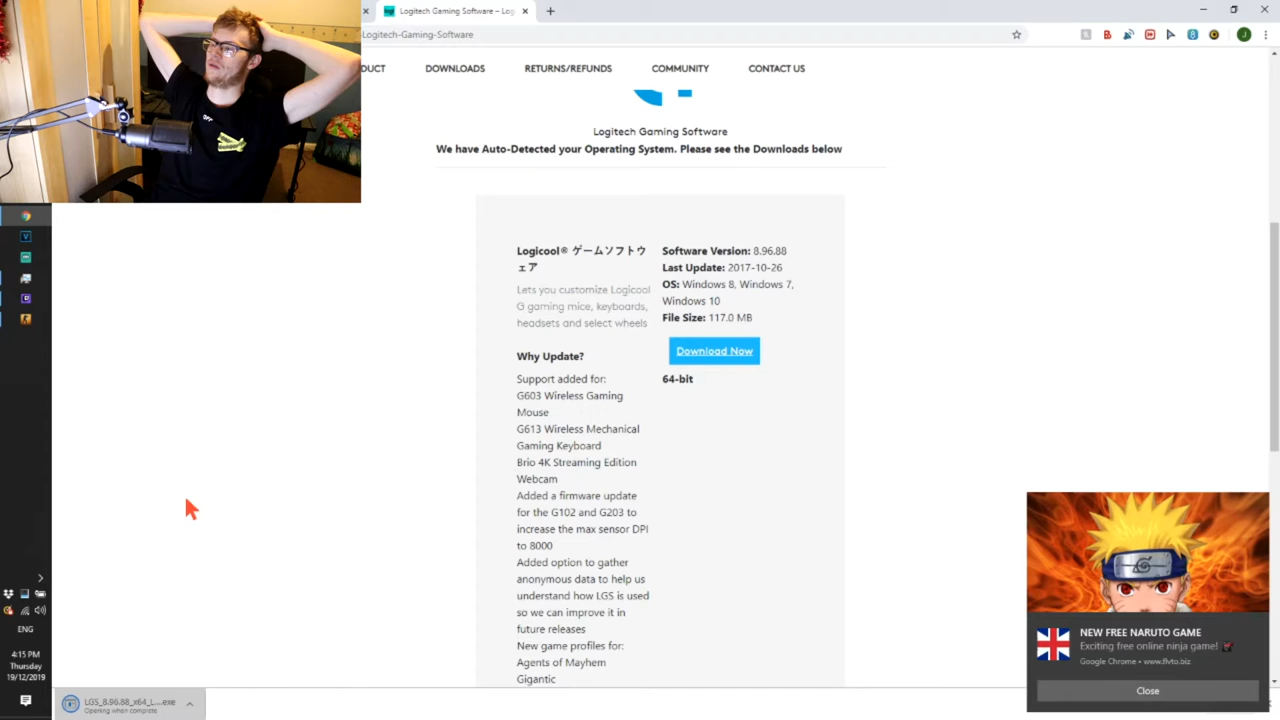 Logitech Gaming Software – Log
-Logitech-Gaming-Software
DUCT DOWNLOADS RETURNS/REFUNDS COMMUNITY CONTACT US
Logitech Gaming Software
We have Auto-Detected your Operating System. Please see the Downloads below
Logicool® ゲームソフトウ
ェア
Lets you customize Logicool
G gaming mice, keyboards,
headsets and select wheels
Why Update?
Support added for:
G603 Wireless Gaming
Mouse
G613 Wireless Mechanical
Gaming Keyboard
Brio 4K Streaming Edition
Webcam
Added a firmware update
for the G102 and G203 to
increase the max sensor DPI
to 8000
Added option to gather
anonymous data to help us
understand how LGS is used
so we can improve it in
future releases
New game profiles for:
Agents of Mayhem
Gigantic
Software Version: 8.96.88
Last Update: 2017-10-26
OS: Windows 8, Windows 7,
Windows 10
File Size: 117.0 MB
Download Now
64-bit
ENG
4:15 PM
Thursday
19/12/2019
LGS_8.96.88_x64_L....exe
Opening when complete
NEW FREE NARUTO GAME
Exciting free online ninja game!
Google Chrome • www.flvto.biz
Close
OFF